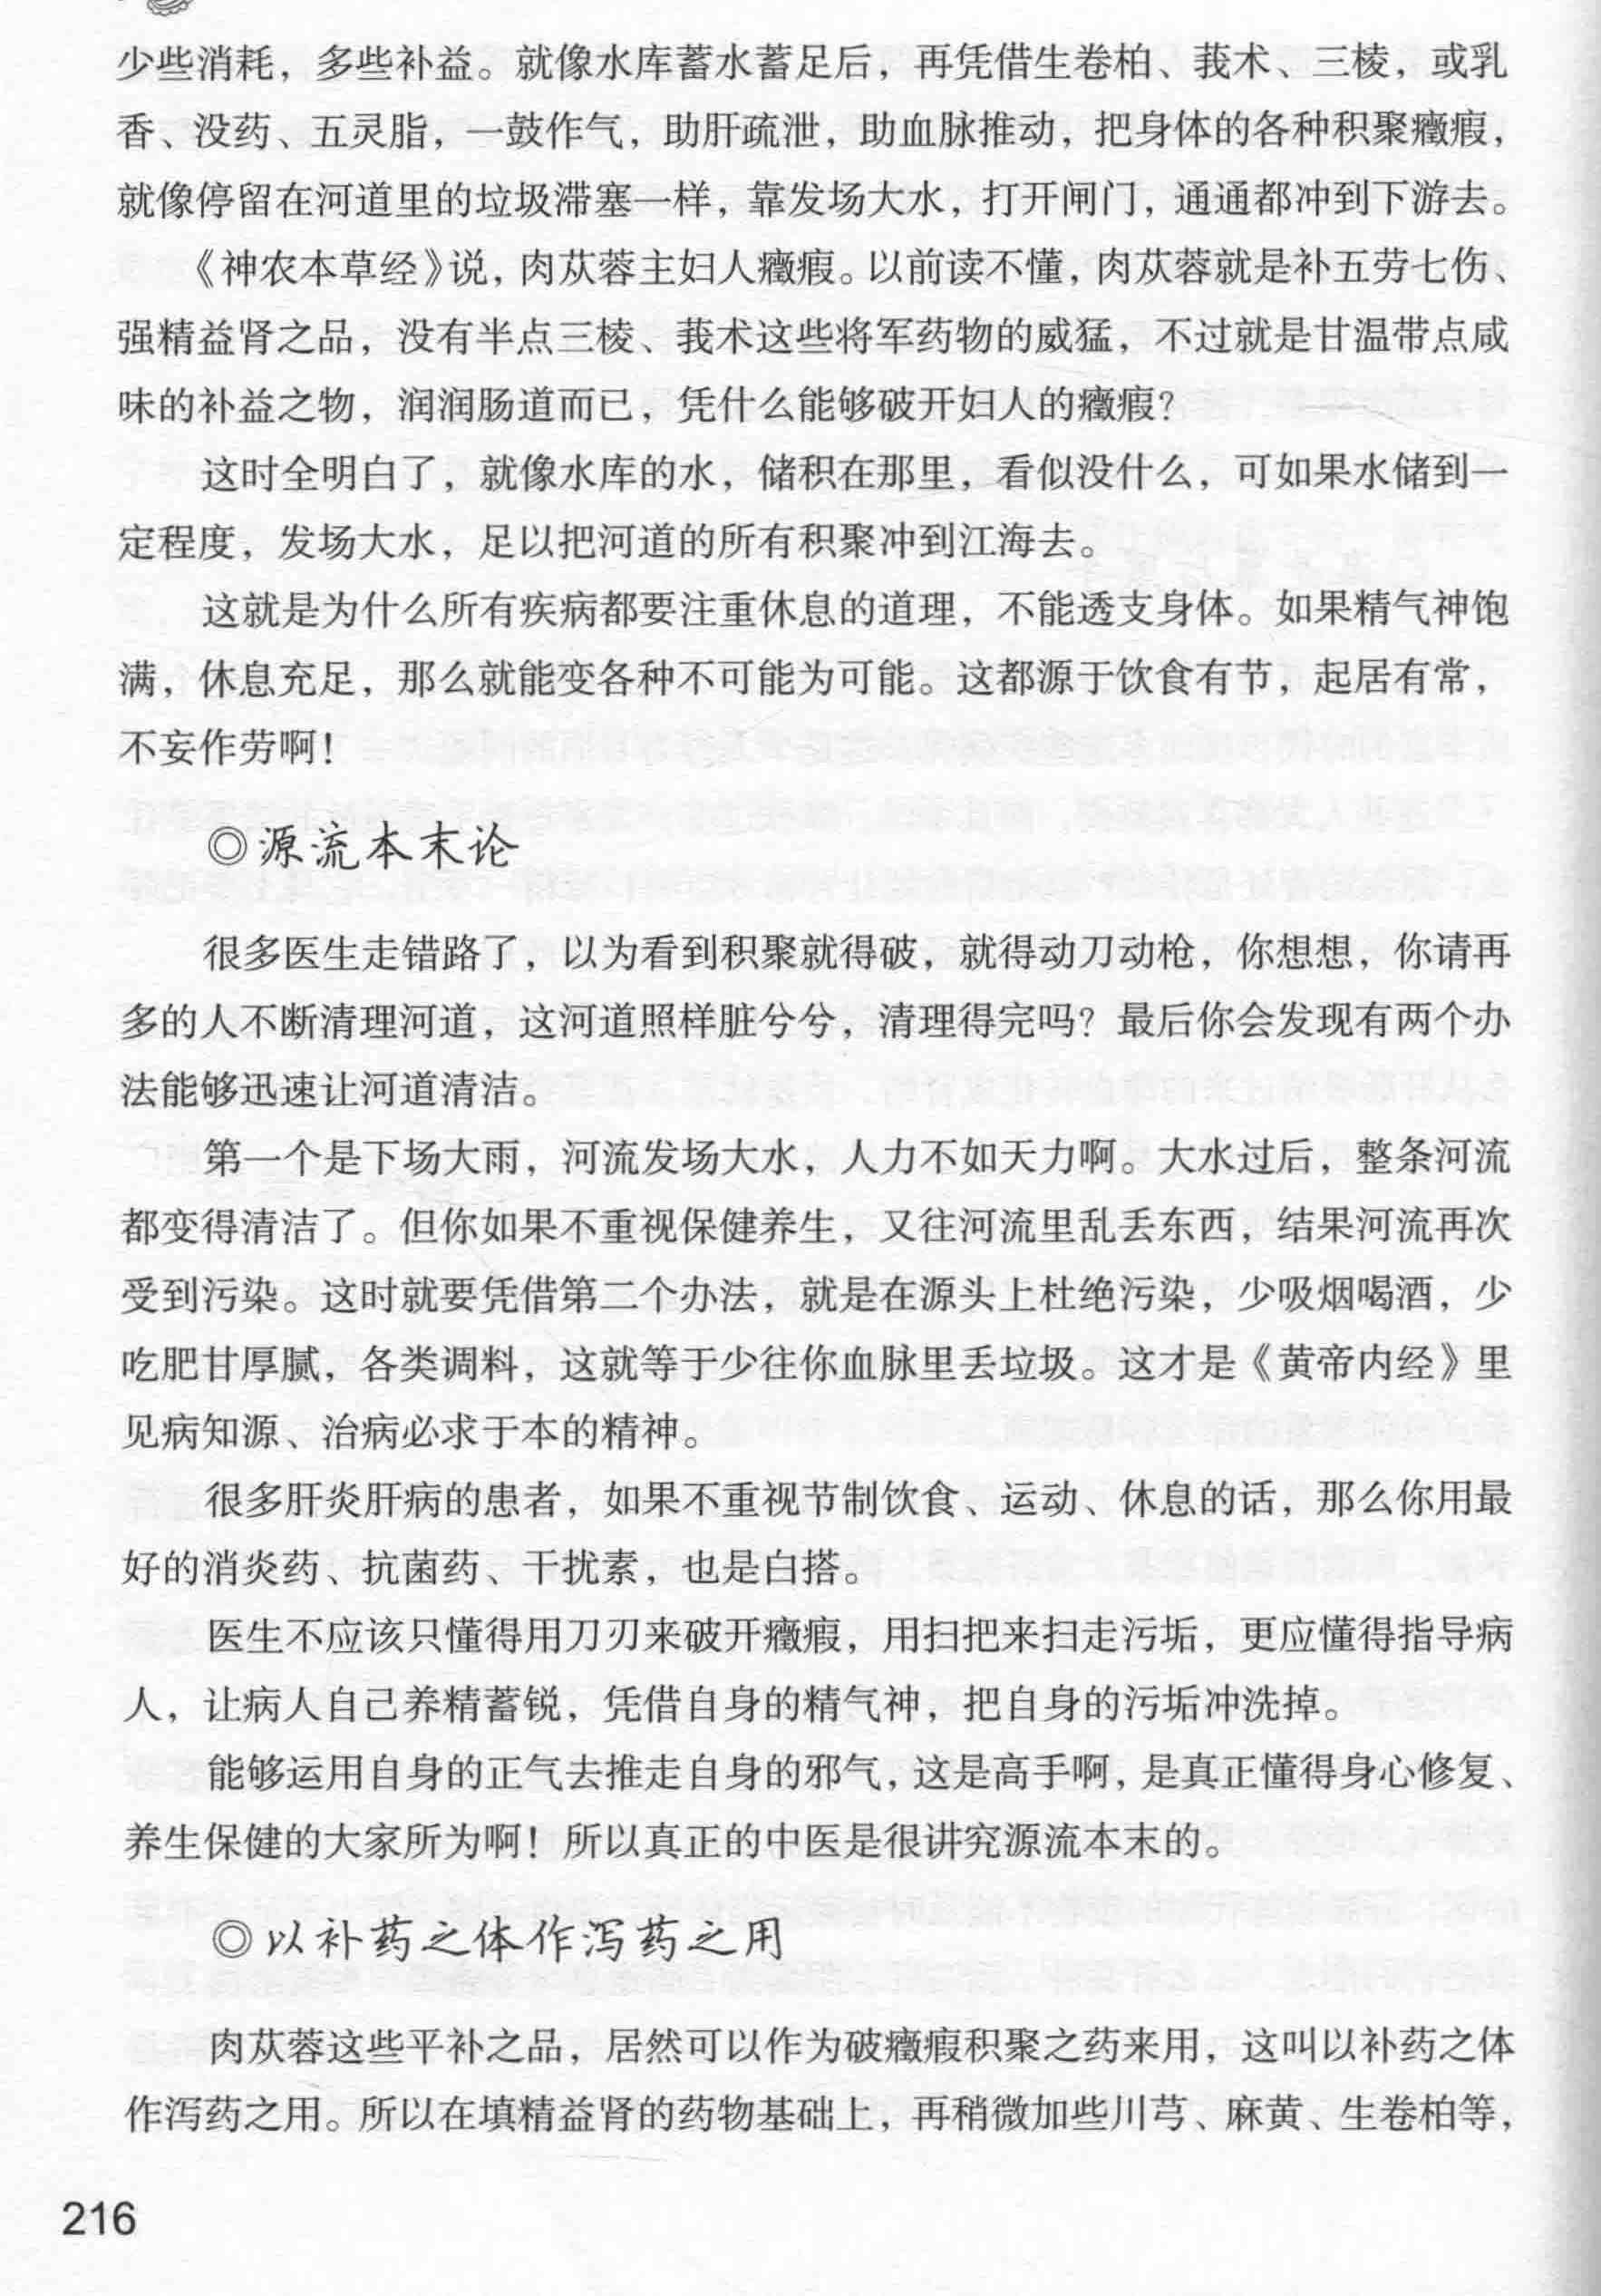 少些消耗，多些补益。就像水库蓄水蓄足后，再凭借生卷柏、莪术、三棱，或乳
香、没药、五灵脂，一鼓作气，助肝疏泄，助血脉推动，把身体的各种积聚癥瘕，
就像停留在河道里的垃圾滞塞一样，靠发场大水，打开闸门，通通都冲到下游去。
《神农本草经》说，肉苁蓉主妇人癥瘕。以前读不懂，肉苁蓉就是补五劳七伤、
强精益肾之品，没有半点三棱、莪术这些将军药物的威猛，不过就是甘温带点咸
味的补益之物，润润肠道而已，凭什么能够破开妇人的癥瘕？
这时全明白了，就像水库的水，储积在那里，看似没什么，可如果水储到一
定程度，发场大水，足以把河道的所有积聚冲到江海去。
这就是为什么所有疾病都要注重休息的道理，不能透支身体。如果精气神饱
满，休息充足，那么就能变各种不可能为可能。这都源于饮食有节，起居有常，
不妄作劳啊！
◎源流本末论
很多医生走错路了，以为看到积聚就得破，就得动刀动枪，你想想，你请再
多的人不断清理河道，这河道照样脏兮兮，清理得完吗？最后你会发现有两个办
法能够迅速让河道清洁。
第一个是下场大雨，河流发场大水，人力不如天力啊。大水过后，整条河流
都变得清洁了。但你如果不重视保健养生，又往河流里乱丢东西，结果河流再次
受到污染。这时就要凭借第二个办法，就是在源头上杜绝污染，少吸烟喝酒，少
吃肥甘厚腻，各类调料，这就等于少往你血脉里丢垃圾。这才是《黄帝内经》里
见病知源、治病必求于本的精神。
很多肝炎肝病的患者，如果不重视节制饮食、运动、休息的话，那么你用最
好的消炎药、抗菌药、干扰素，也是白搭。
医生不应该只懂得用刀刃来破开癥瘕，用扫把来扫走污垢，更应懂得指导病
人，让病人自己养精蓄锐，凭借自身的精气神，把自身的污垢冲洗掉。
能够运用自身的正气去推走自身的邪气，这是高手啊，是真正懂得身心修复、
养生保健的大家所为啊！所以真正的中医是很讲究源流本末的。
◎以补药之体作泻药之用
肉苁蓉这些平补之品，居然可以作为破癥瘕积聚之药来用，这叫以补药之体
作泻药之用。所以在填精益肾的药物基础上，再稍微加些川芎、麻黄、生卷柏等，
216